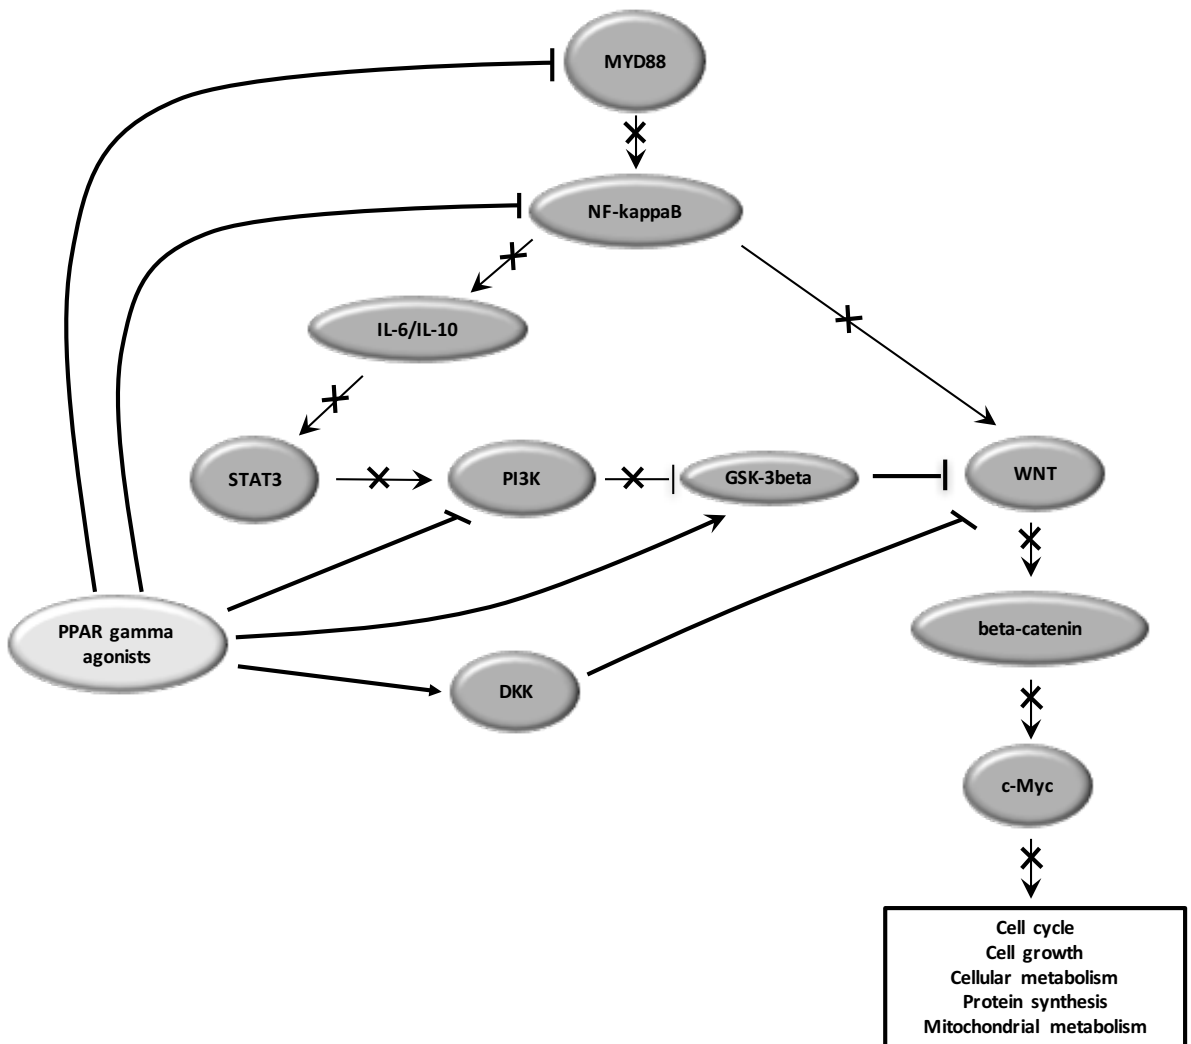 MYD88
NF-kappaB
IL-6/IL-10
STAT3
PI3K
GSK-3beta
WNT
PPAR gamma
agonists
beta-catenin
DKK
c-Myc
Cell cycle
Cell growth
Cellular metabolism
Protein synthesis
Mitochondrial metabolism